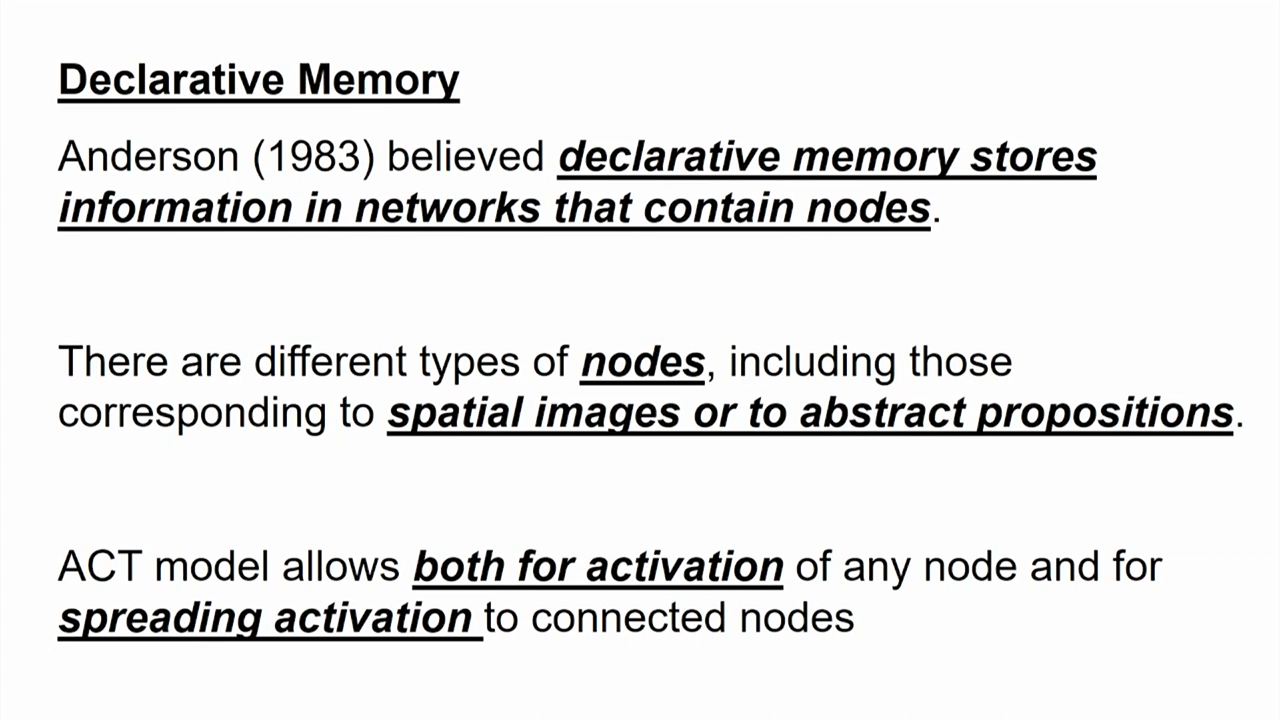 Declarative Memory
Anderson (1983) believed declarative memory stores
information in networks that contain nodes.
There are different types of nodes, including those
corresponding to spatial images or to abstract propositions.
ACT model allows both for activation of any node and for
spreading activation to connected nodes